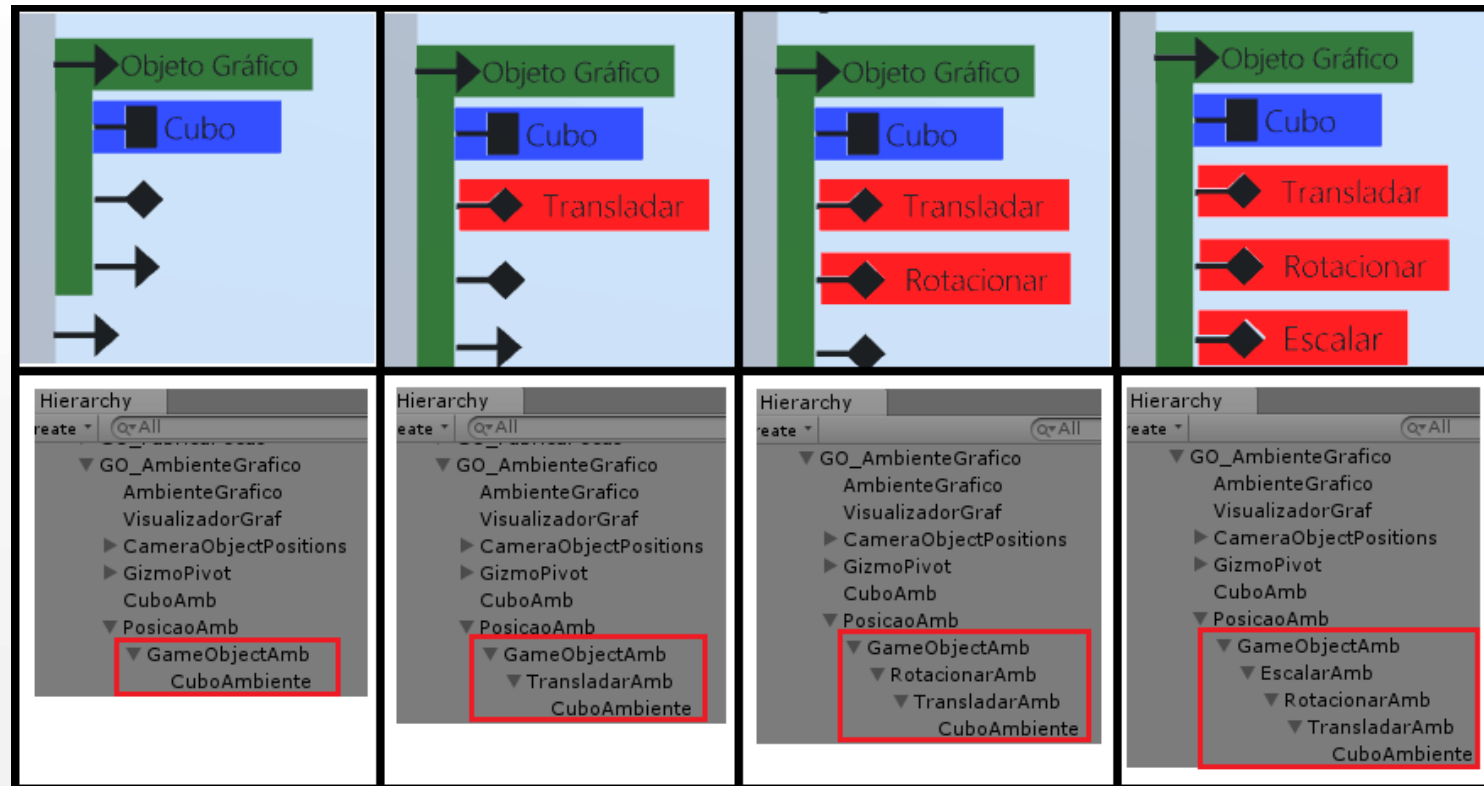 Objeto Gráfico
Cubo
Objeto Gráfico
Cubo
Transladar
Objeto Gráfico
Cubo
Transladar
Rotacionar
Objeto Gráfico
Cubo
Transladar
Rotacionar
Escalar
Hierarchy
reate All
GO_AmbienteGrafico
AmbienteGrafico
VisualizadorGraf
CameraObjectPositions
GizmoPivot
CuboAmb
PosicaoAmb
GameObjectAmb
CuboAmbiente
Hierarchy
eate All
GO_AmbienteGrafico
AmbienteGrafico
VisualizadorGraf
CameraObjectPositions
GizmoPivot
CuboAmb
PosicaoAmb
GameObjectAmb
TransladarAmb
CuboAmbiente
Hierarchy
reate All
GO_AmbienteGrafico
AmbienteGrafico
VisualizadorGraf
CameraObjectPositions
GizmoPivot
CuboAmb
PosicaoAmb
GameObjectAmb
RotacionarAmb
TransladarAmb
CuboAmbiente
Hierarchy
reate All
GO_AmbienteGrafico
AmbienteGrafico
VisualizadorGraf
CameraObjectPositions
GizmoPivot
CuboAmb
PosicaoAmb
GameObjectAmb
EscalarAmb
RotacionarAmb
TransladarAmb
CuboAmbiente